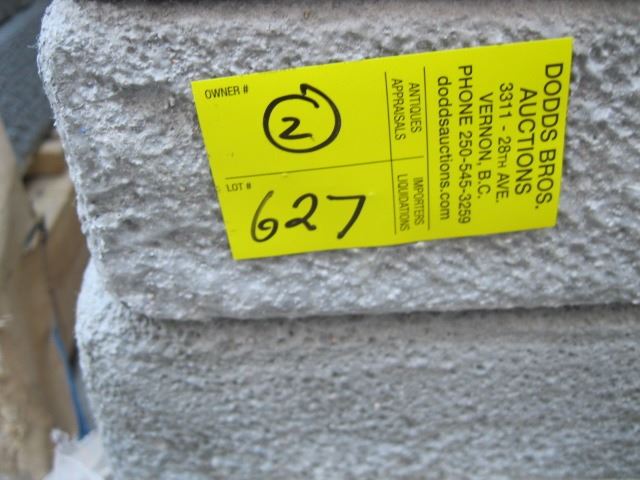 OWNER #
2
LOT #
627
ANTIQUES
APPRAISALS
IMPORTERS
LIQUIDATIONS
DODDS BROS.
AUCTIONS
3311 - 28TH AVE.
VERNON, B.C.
PHONE 250-545-3259
doddsauctions.com